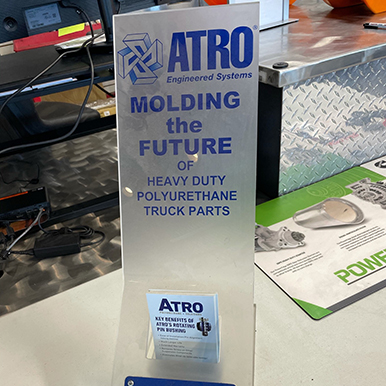 ATRO®
Engineered Systems
MOLDING
the
FUTURE
OF
HEAVY DUTY
POLYURETHANE
TRUCK PARTS
ATRO
KEY BENEFITS OF
ATRO'S ROTATING
PIN BUSHING
POWER